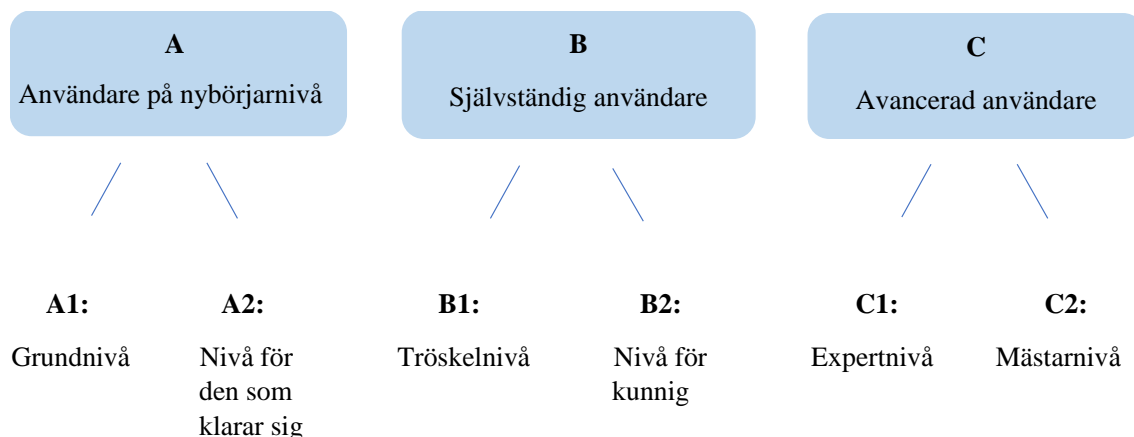 A
Användare på nybörjarnivå
B
Självständig användare
C
Avancerad användare
A1:
Grundnivå
A2:
Nivå för
den som
klarar sig
B1:
Tröskelnivå
B2:
Nivå för
kunnig
C1:
Expertnivå
C2:
Mästarnivå